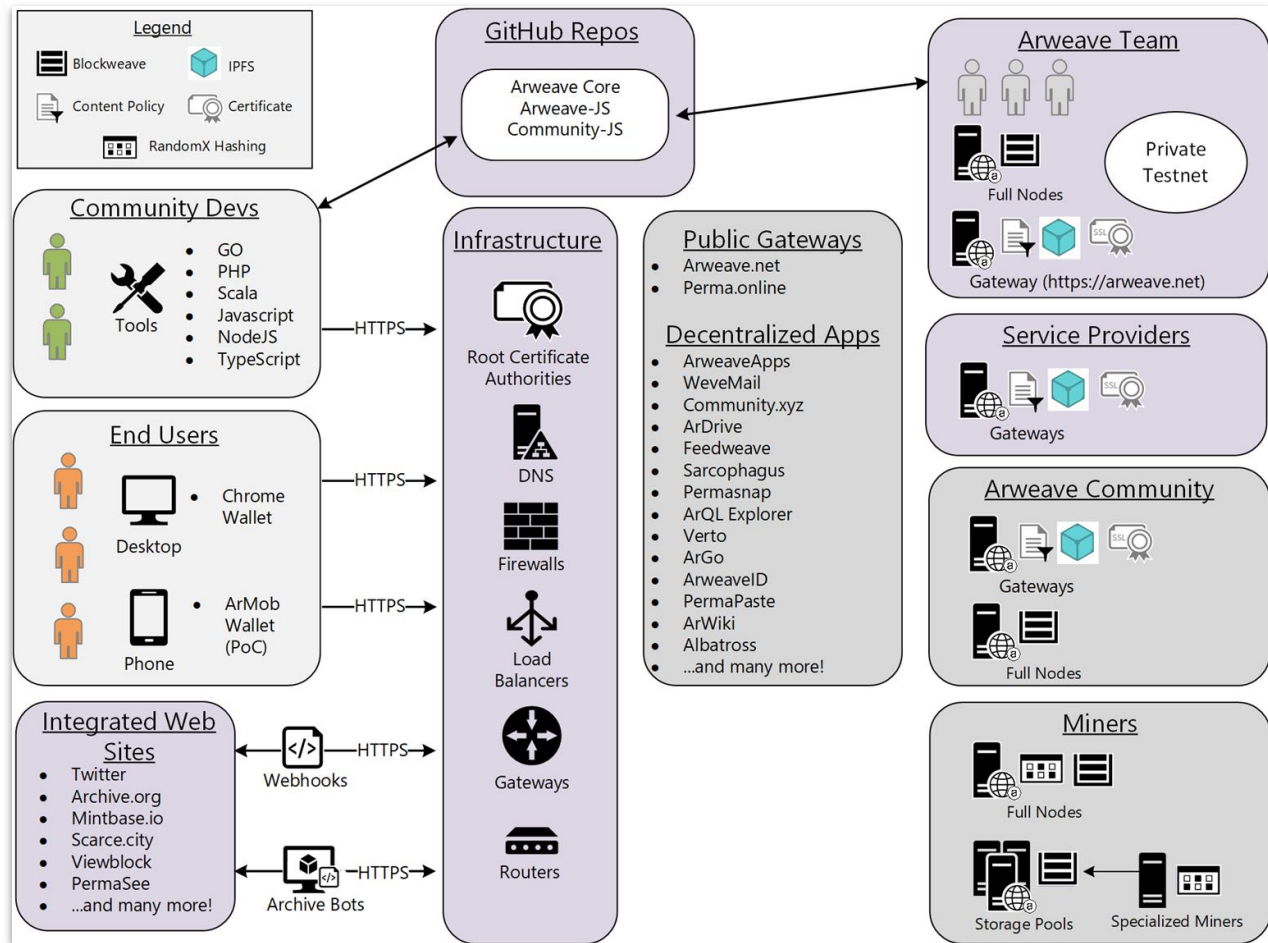 Legend
Blockweave
IPFS
Content Policy
Certificate
RandomX Hashing
GitHub Repos
Arweave Core
Arweave-JS
Community-JS
Arweave Team
Full Nodes
Private
Testnet
SSL
Gateway (https://arweave.net)
Community Devs
Tools
• GO
• PHP
• Scala
• Javascript
• NodeJS
• TypeScript
HTTPS
End Users
Desktop
• Chrome
Wallet
HTTPS
Phone
• ArMob
Wallet
(PoC)
HTTPS
Integrated Web
Sites
• Twitter
• Archive.org
• Mintbase.io
• Scarce.city
• Viewblock
• PermaSee
• ...and many more!
Webhooks
HTTPS
Archive Bots
HTTPS
Infrastructure
Root Certificate
Authorities
DNS
Firewalls
Load
Balancers
Gateways
Routers
Public Gateways
• Arweave.net
• Perma.online
Decentralized Apps
• ArweaveApps
• WeveMail
• Community.xyz
• ArDrive
• Feedweave
• Sarcophagus
• Permasnap
• ArQL Explorer
• Verto
• ArGo
• ArweaveID
• PermaPaste
• ArWiki
• Albatross
• ...and many more!
Service Providers
SSL
Gateways
Arweave Community
SSL
Gateways
Full Nodes
Miners
Full Nodes
Storage Pools
Specialized Miners